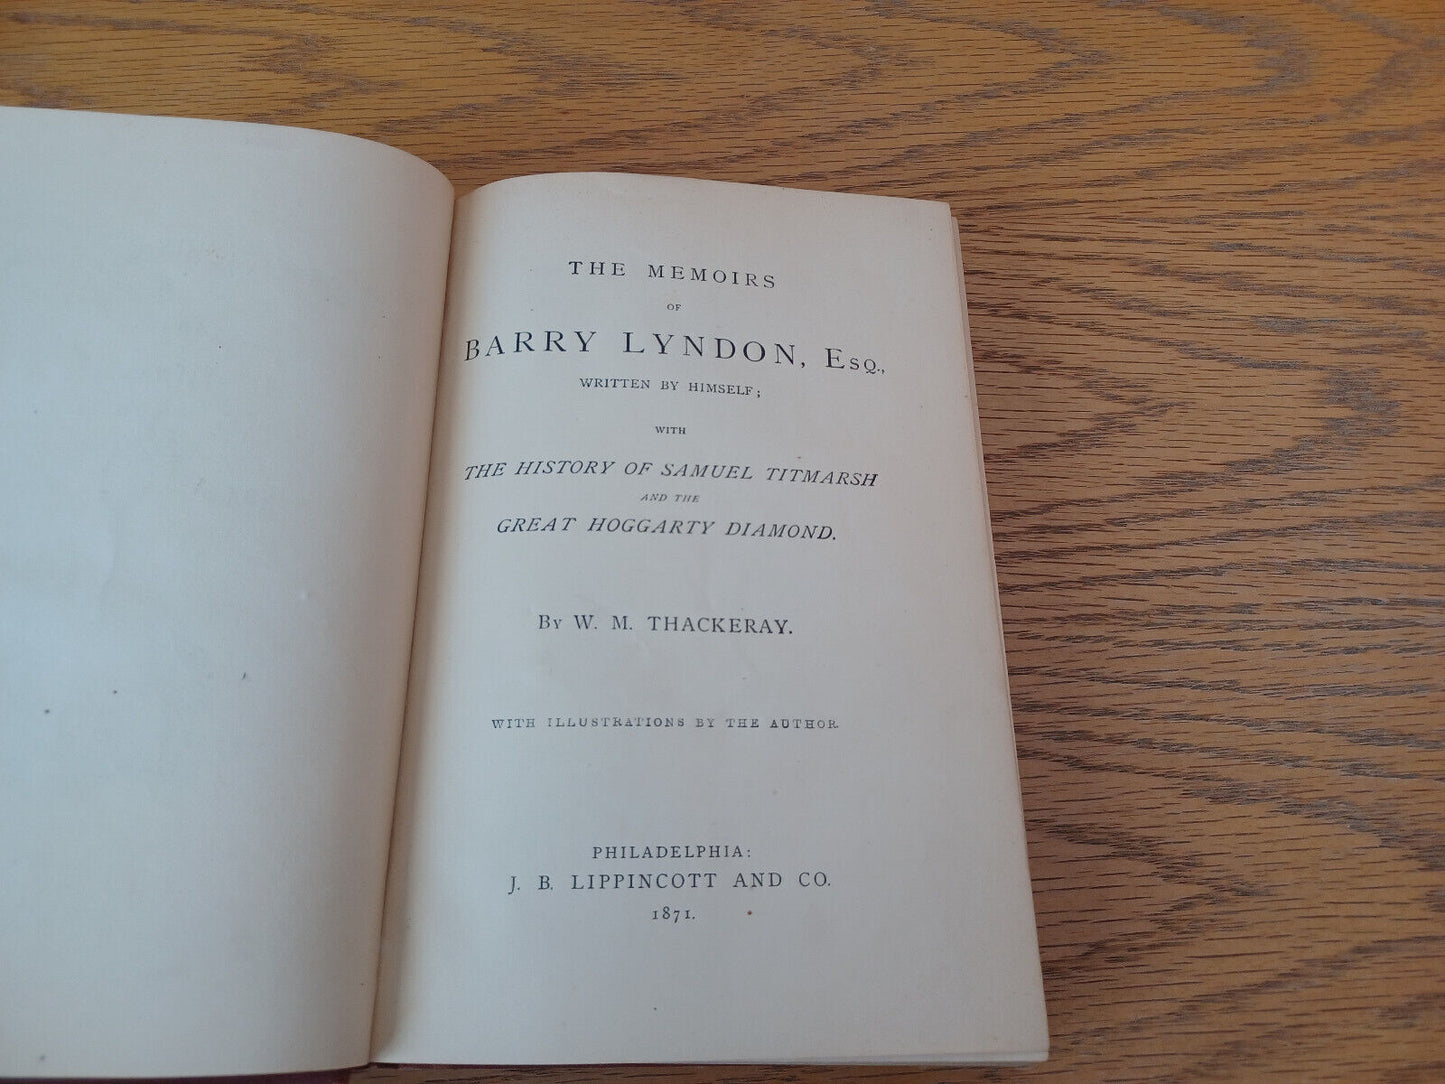 THE MEMOIRS
OF
BARRY LYNDON, Esq.,
WRITTEN BY HIMSELF;
WITH
THE HISTORY OF SAMUEL TITMARSH
AND THE
GREAT HOGGARTY DIAMOND.
By W. M. THACKERAY.
WITH ILLUSTRATIONS BY THE AUTHOR.
PHILADELPHIA:
J. B. LIPPINCOTT AND CO.
1871.